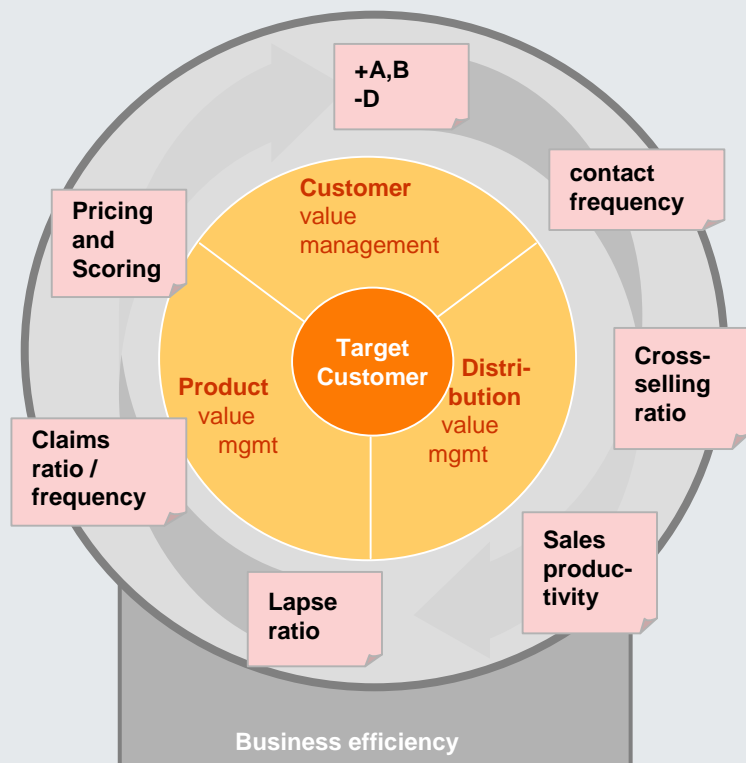 +A,B
-D
contact
frequency
Customer
value
management
Pricing
and
Scoring
Target
Customer
Cross-
selling
ratio
Distri-
bution
value
mgmt
Product
value
mgmt
Claims
ratio /
frequency
Sales
produc-
tivity
Lapse
ratio
Business efficiency